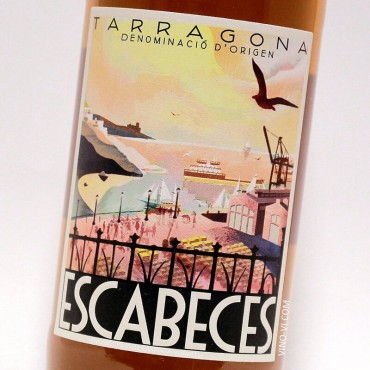 TARRAGONA
DENOMINACIÓ D'ORIGEN
ESCABECES
VINO-VI.COM